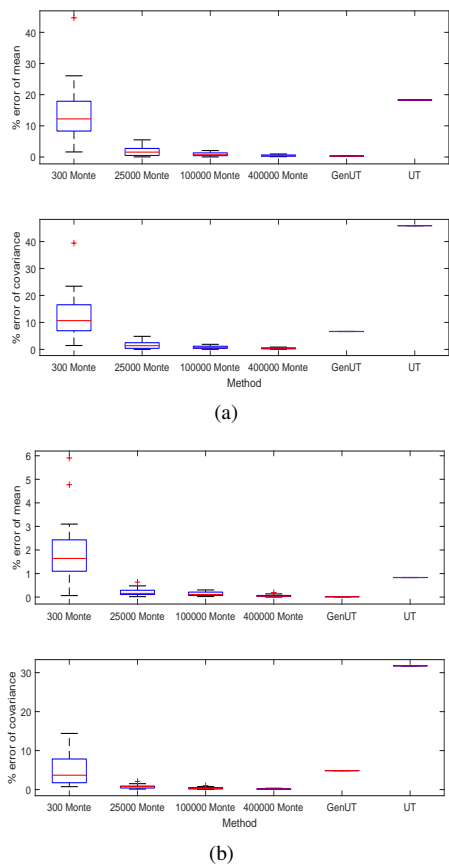 % error of mean
50
40
30
20
10
0
300 Monte 25000 Monte 100000 Monte 400000 Monte GenUT UT
% error of covariance
40
30
20
10
0
300 Monte 25000 Monte 100000 Monte 400000 Monte GenUT UT
Method
(a)
% error of mean
6
5
4
3
2
1
0
300 Monte 25000 Monte 100000 Monte 400000 Monte GenUT UT
% error of covariance
30
20
10
0
300 Monte 25000 Monte 100000 Monte 400000 Monte GenUT UT
Method
(b)